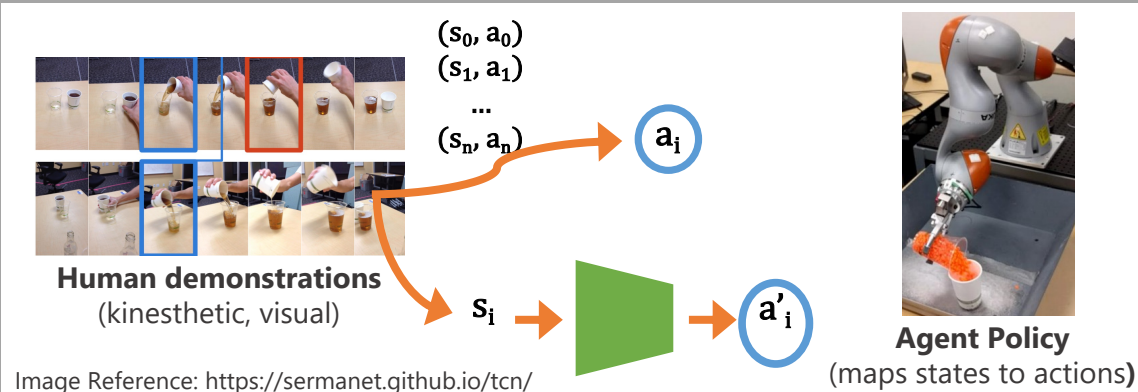 (s₀, a₀)
(s₁, a₁)
...
(sₙ, aₙ)
aᵢ
Human demonstrations
(kinesthetic, visual)
sᵢ
a'ᵢ
Agent Policy
(maps states to actions)
Image Reference: https://sermanet.github.io/tcn/